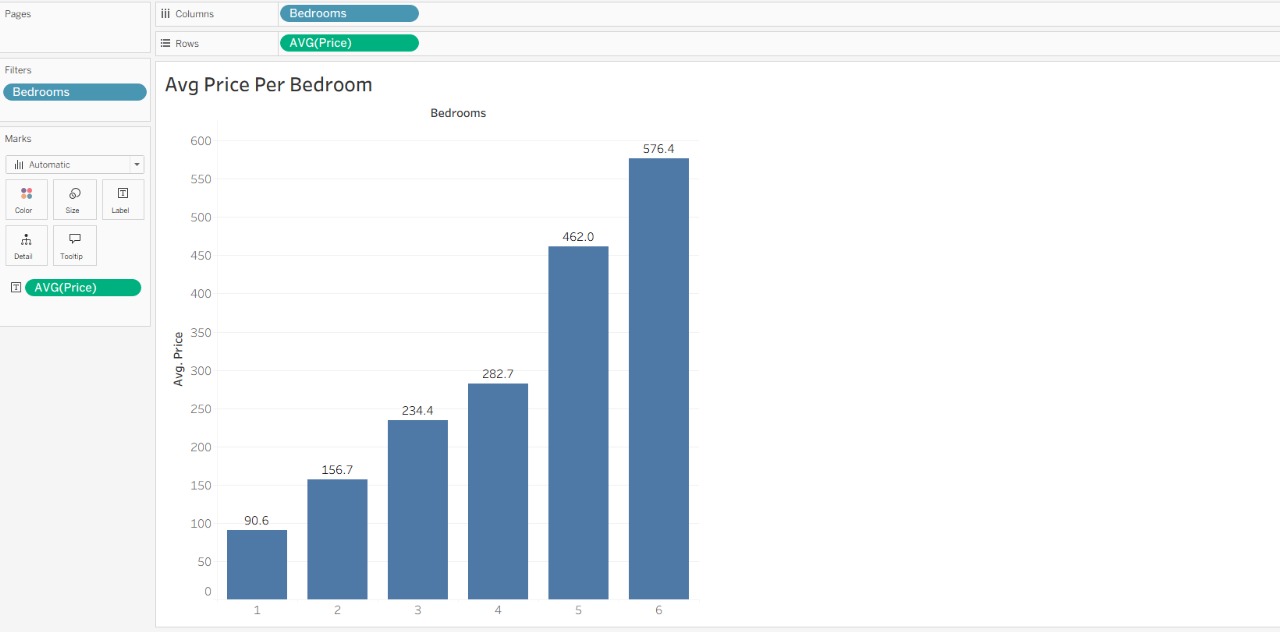 Pages
Columns
Bedrooms
Rows
AVG(Price)
Filters
Bedrooms
Marks
Automatic
Color
Size
Label
Detail
Tooltip
AVG(Price)
Avg Price Per Bedroom
Bedrooms
Avg. Price
600
550
500
450
400
350
300
250
200
150
100
50
0
90.6
156.7
234.4
282.7
462.0
576.4
1 2 3 4 5 6